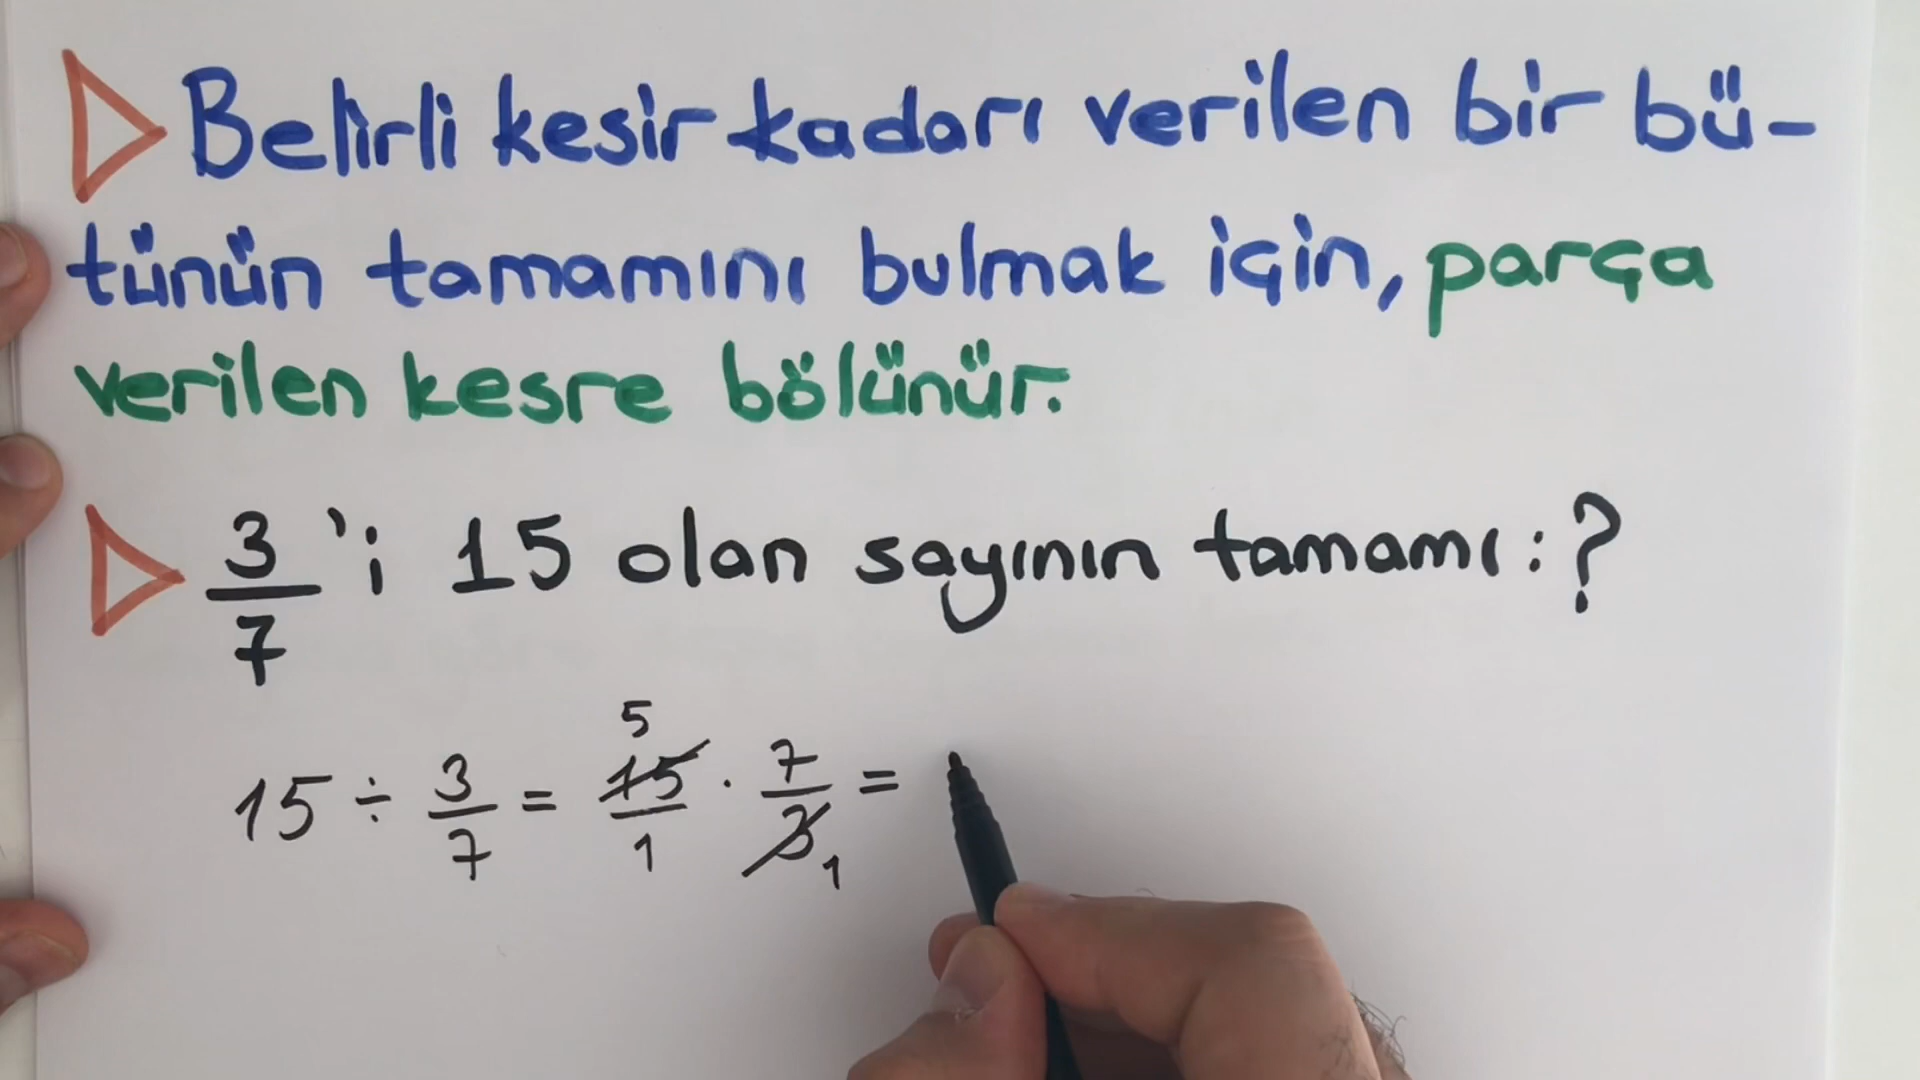 Belirli kesir kadarı verilen bir bü-
tünün tamamını bulmak için, parça
verilen kesre bölünür.
3/7 'i 15 olan sayının tamamı : ?
5
15 ÷ 3/7 = 15/1 · 7/3 =
1